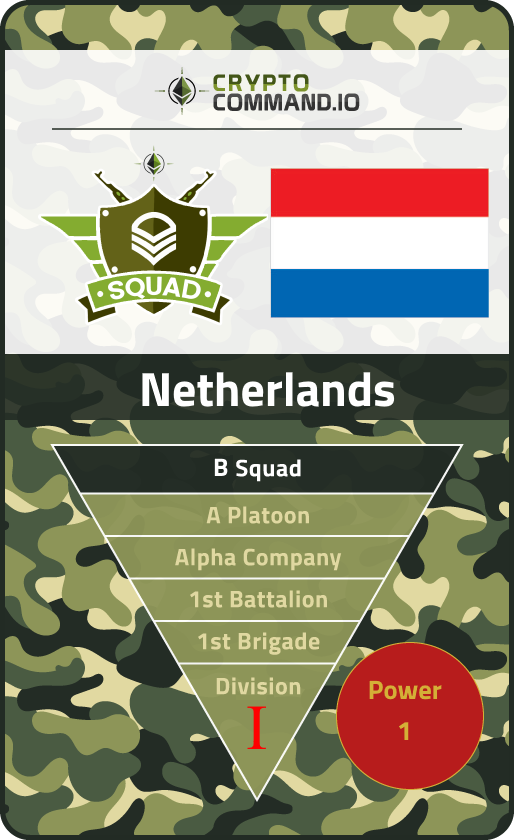 CRYPTO
COMMAND.IO
SQUAD
Netherlands
B Squad
A Platoon
Alpha Company
1st Battalion
1st Brigade
Division
I
Power
1